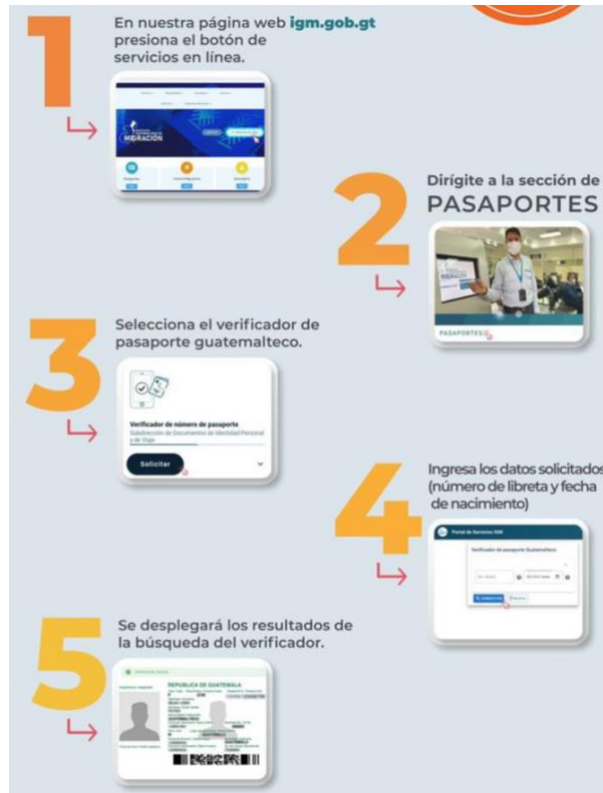 1
En nuestra página web igm.gob.gt
presiona el botón de
servicios en línea.
MIGRACIÓN
2
Dirígite a la sección de
PASAPORTES
PASAPORTES
3
Selecciona el verificador de
pasaporte guatemalteco.
Verificador de número de pasaporte
Subdirección de Documentos de Identidad Personal
y de Viaje
Solicitar
4
Ingresa los datos solicitados
(número de libreta y fecha
de nacimiento)
Portal de Servicios IGM
Verificador de pasaporte Guatemalteco
5
Se desplegará los resultados de
la búsqueda del verificador.
REPUBLICA DE GUATEMALA